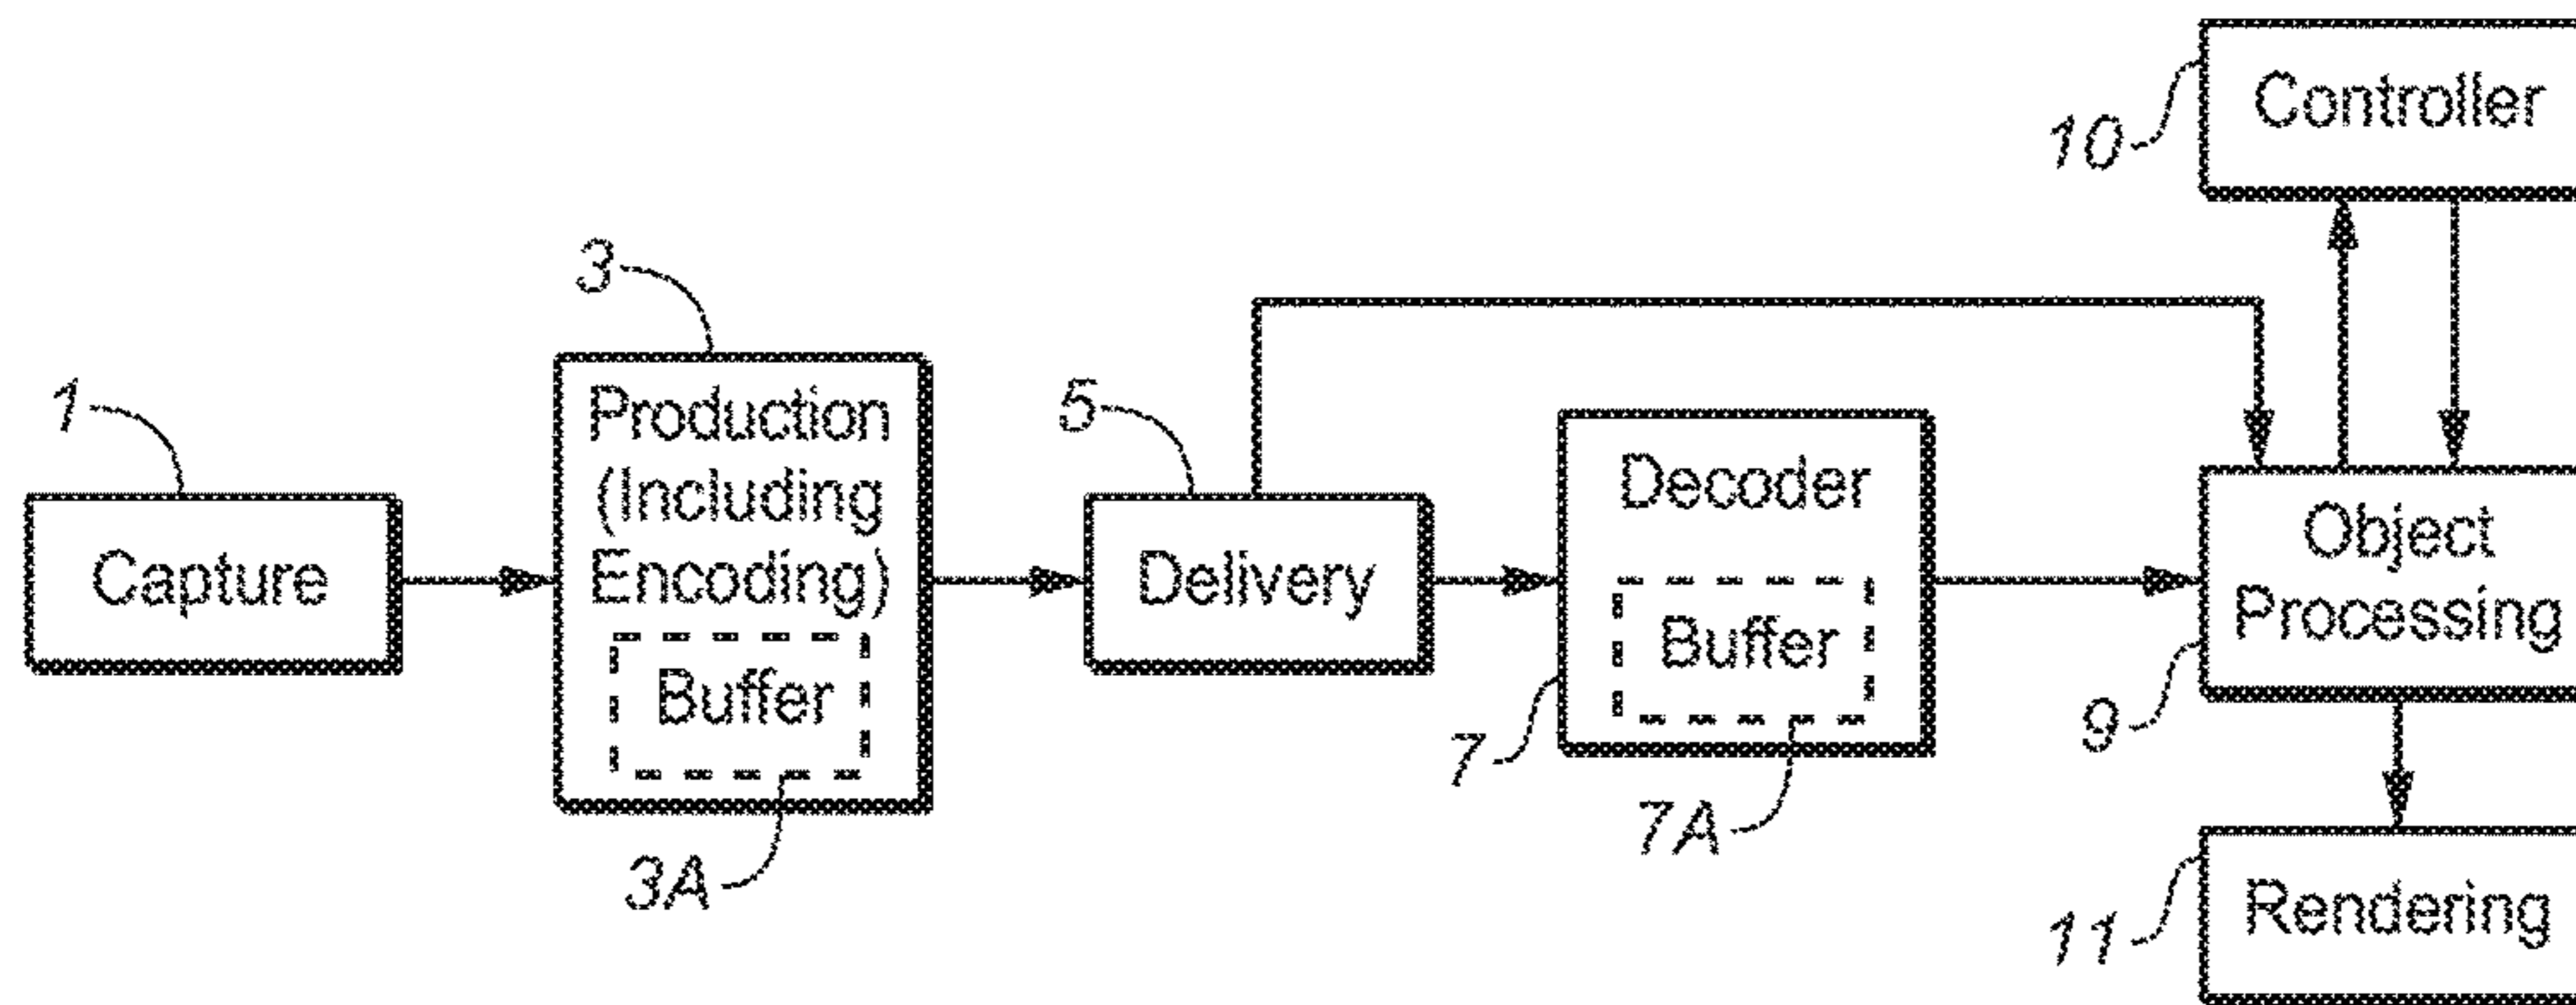 Controller
10
3
1
Production
(Including
Encoding)
Buffer
3A
5
Capture
Delivery
Decoder
Buffer
7
7A
Object
Processing
9
Rendering
11